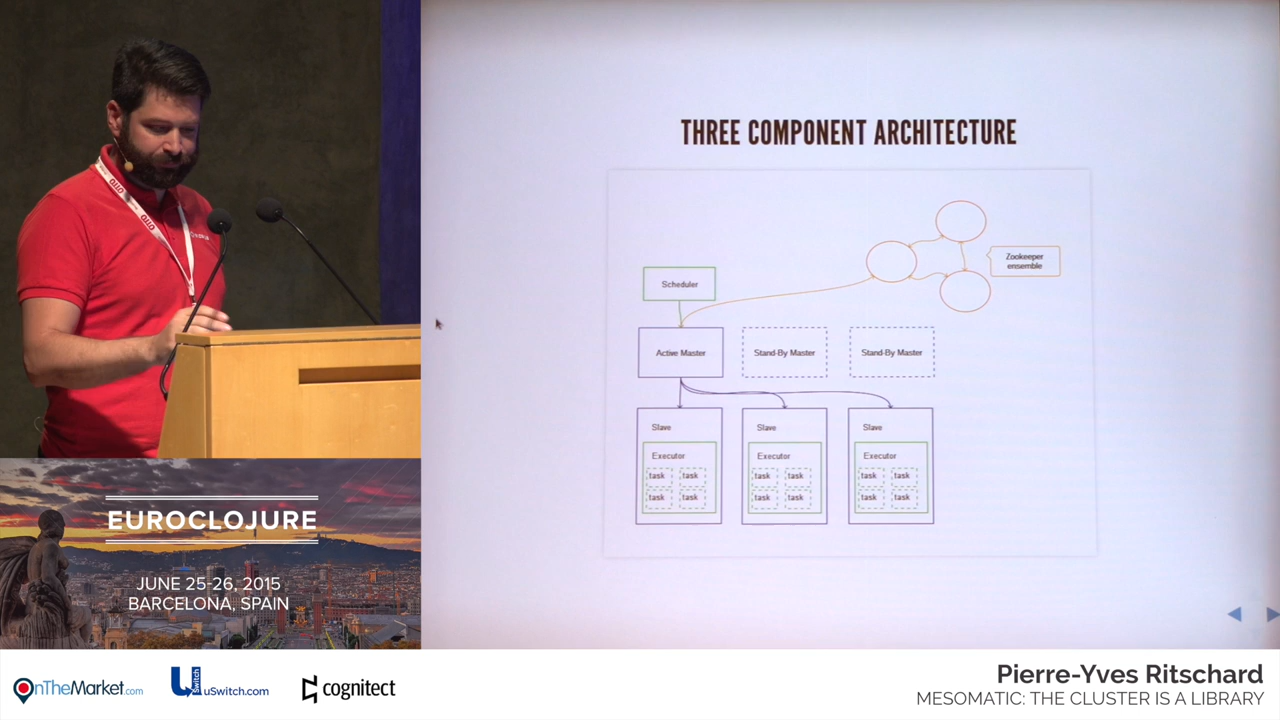 THREE COMPONENT ARCHITECTURE
Zookeeper
ensemble
Scheduler
Active Master
Stand-By Master
Stand-By Master
Slave
Slave
Slave
Executor
Executor
Executor
task task
task task
task task
task task
task task
task task
EUROCLOJURE
JUNE 25-26, 2015
BARCELONA, SPAIN
OnTheMarket.com
uSwitch
uSwitch.com
cognitect
Pierre-Yves Ritschard
MESOMATIC: THE CLUSTER IS A LIBRARY